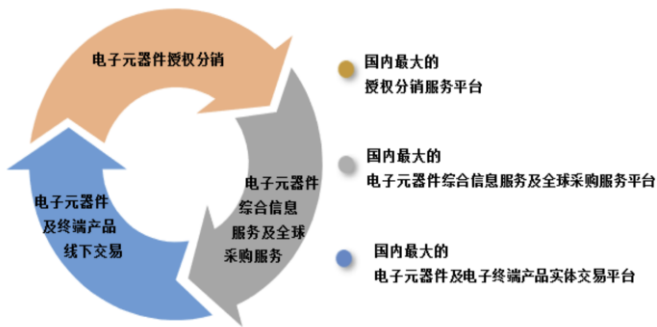 电子元器件授权分销
电子元器件
综合信息
服务及全球
采购服务
电子元器件
及终端产品
线下交易
国内最大的
授权分销服务平台
国内最大的
电子元器件综合信息服务及全球采购服务平台
国内最大的
电子元器件及电子终端产品实体交易平台